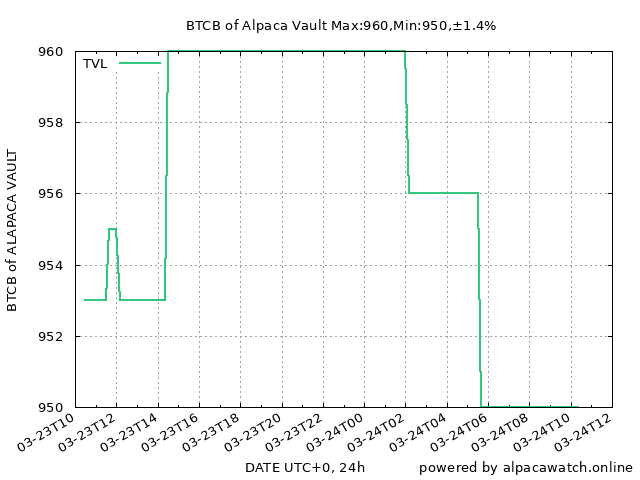 BTCB of Alpaca Vault Max:960,Min:950,±1.4%
TVL
960
958
956
954
952
950
BTCB of ALAPACA VAULT
03-23T10
03-23T12
03-23T14
03-23T16
03-23T18
03-23T20
03-23T22
03-24T00
03-24T02
03-24T04
03-24T06
03-24T08
03-24T10
03-24T12
DATE UTC+0, 24h
powered by alpacawatch.online